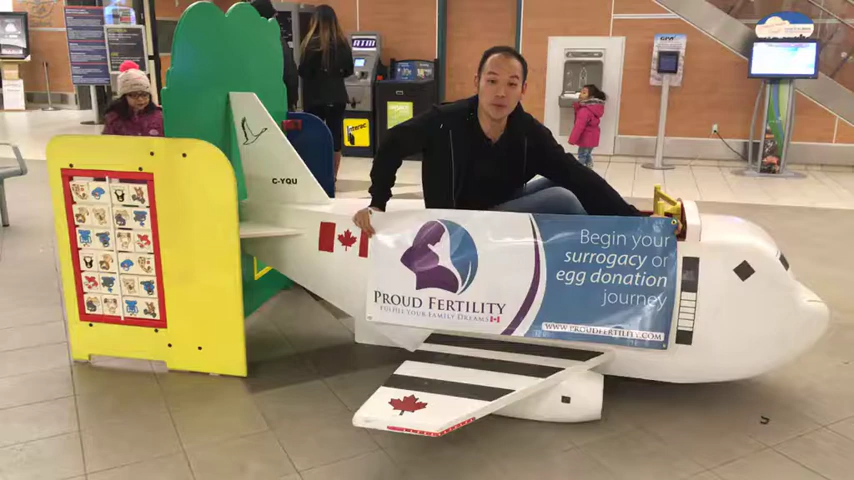 ATM
C-YQU
Interac
Begin your
surrogacy or
egg donation
journey
PROUD FERTILITY
FULFILL YOUR FAMILY DREAMS
WWW.PROUDFERTILITY.COM